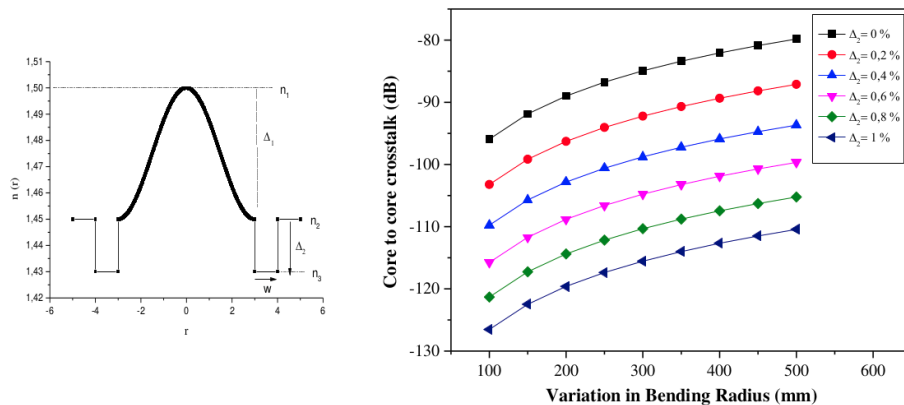 1,51
1,50
1,49
1,48
1,47
1,46
1,45
1,44
1,43
1,42
n (r)
-6 -4 -2 0 2 4 6
r
n₁
Δ₁
n₂
Δ₂
n₃
w
-80
-90
-100
-110
-120
-130
Core to core crosstalk (dB)
100 200 300 400 500 600
Variation in Bending Radius (mm)
Δ₂= 0 %
Δ₂= 0,2 %
Δ₂= 0,4 %
Δ₂= 0,6 %
Δ₂= 0,8 %
Δ₂= 1 %